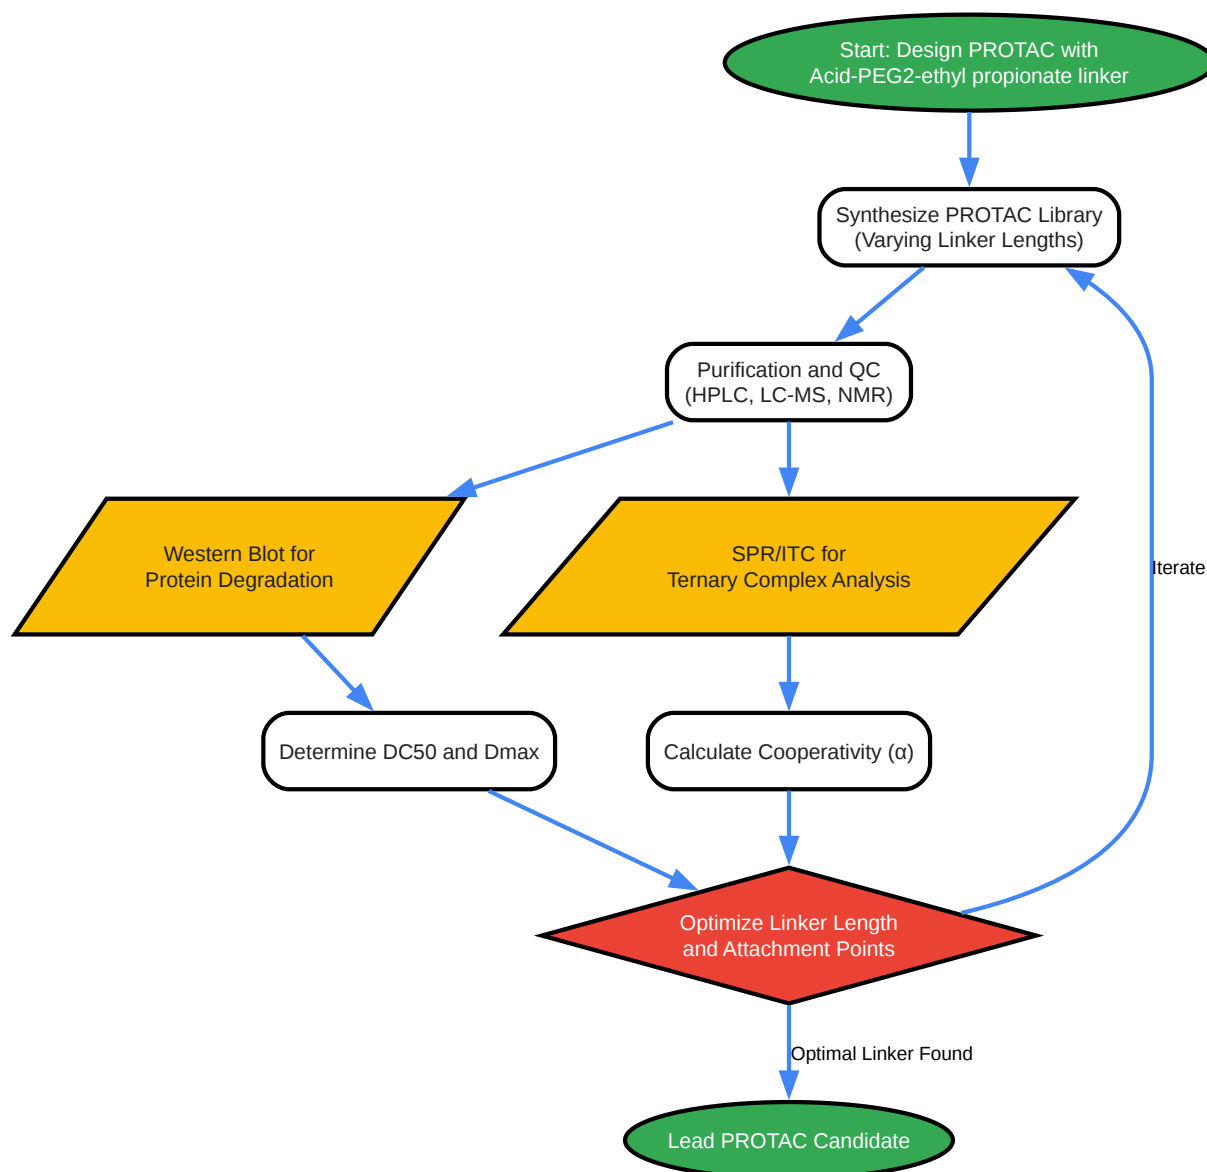 Start: Design PROTAC with
Acid-PEG2-ethyl propionate linker
Synthesize PROTAC Library
(Varying Linker Lengths)
Purification and QC
(HPLC, LC-MS, NMR)
Western Blot for
Protein Degradation
SPR/ITC for
Ternary Complex Analysis
Iterate
Determine DC50 and Dmax
Calculate Cooperativity (α)
Optimize Linker Length
and Attachment Points
Optimal Linker Found
Lead PROTAC Candidate